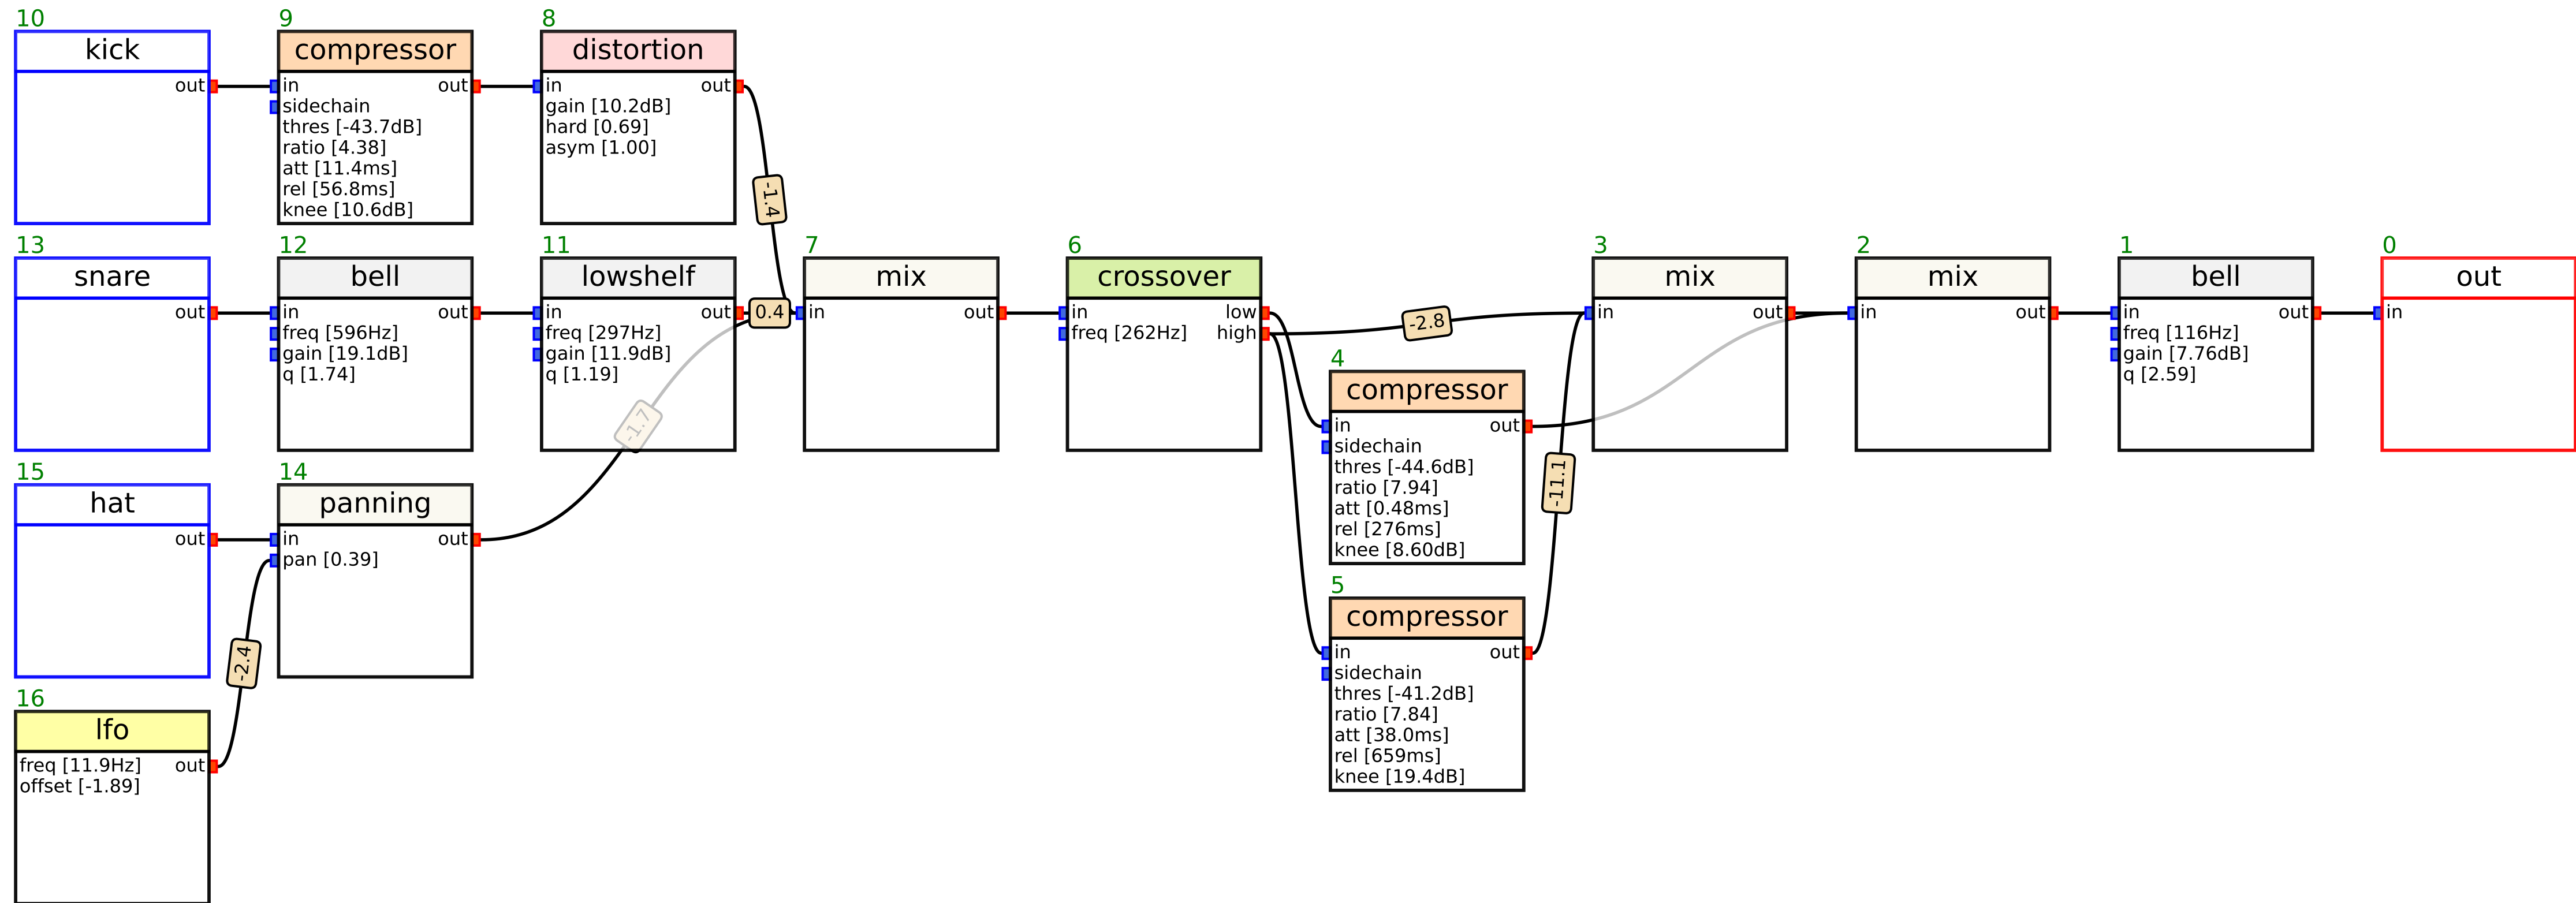 10
kick
out
9
compressor
in out
sidechain
thres [-43.7dB]
ratio [4.38]
att [11.4ms]
rel [56.8ms]
knee [10.6dB]
8
distortion
in out
gain [10.2dB]
hard [0.69]
asym [1.00]
-1.4
13
snare
out
12
bell
in out
freq [596Hz]
gain [19.1dB]
q [1.74]
11
lowshelf
in out
freq [297Hz]
gain [11.9dB]
q [1.19]
0.4
-1.7
7
mix
in out
6
crossover
in low
freq [262Hz] high
-2.8
3
mix
in out
2
mix
in out
1
bell
in out
freq [116Hz]
gain [7.76dB]
q [2.59]
0
out
in
4
compressor
in out
sidechain
thres [-44.6dB]
ratio [7.94]
att [0.48ms]
rel [276ms]
knee [8.60dB]
-11.1
15
hat
out
14
panning
in out
pan [0.39]
-2.4
5
compressor
in out
sidechain
thres [-41.2dB]
ratio [7.84]
att [38.0ms]
rel [659ms]
knee [19.4dB]
16
lfo
freq [11.9Hz] out
offset [-1.89]